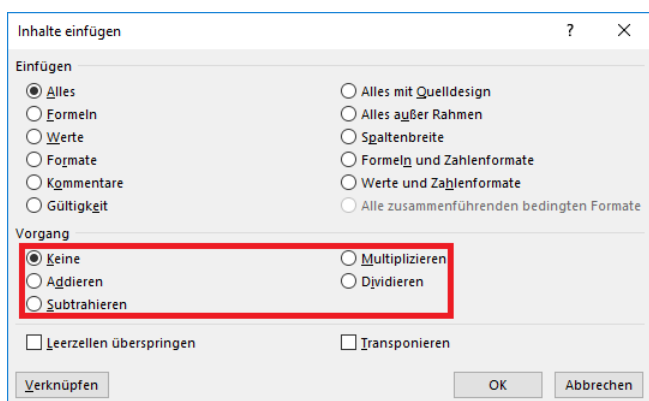 Inhalte einfügen ? X
Einfügen
Alles
Formeln
Werte
Formate
Kommentare
Gültigkeit
Alles mit Quelldesign
Alles außer Rahmen
Spaltenbreite
Formeln und Zahlenformate
Werte und Zahlenformate
Alle zusammenführenden bedingten Formate
Vorgang
Keine
Addieren
Subtrahieren
Multiplizieren
Dividieren
Leerzellen überspringen
Transponieren
Verknüpfen
OK
Abbrechen